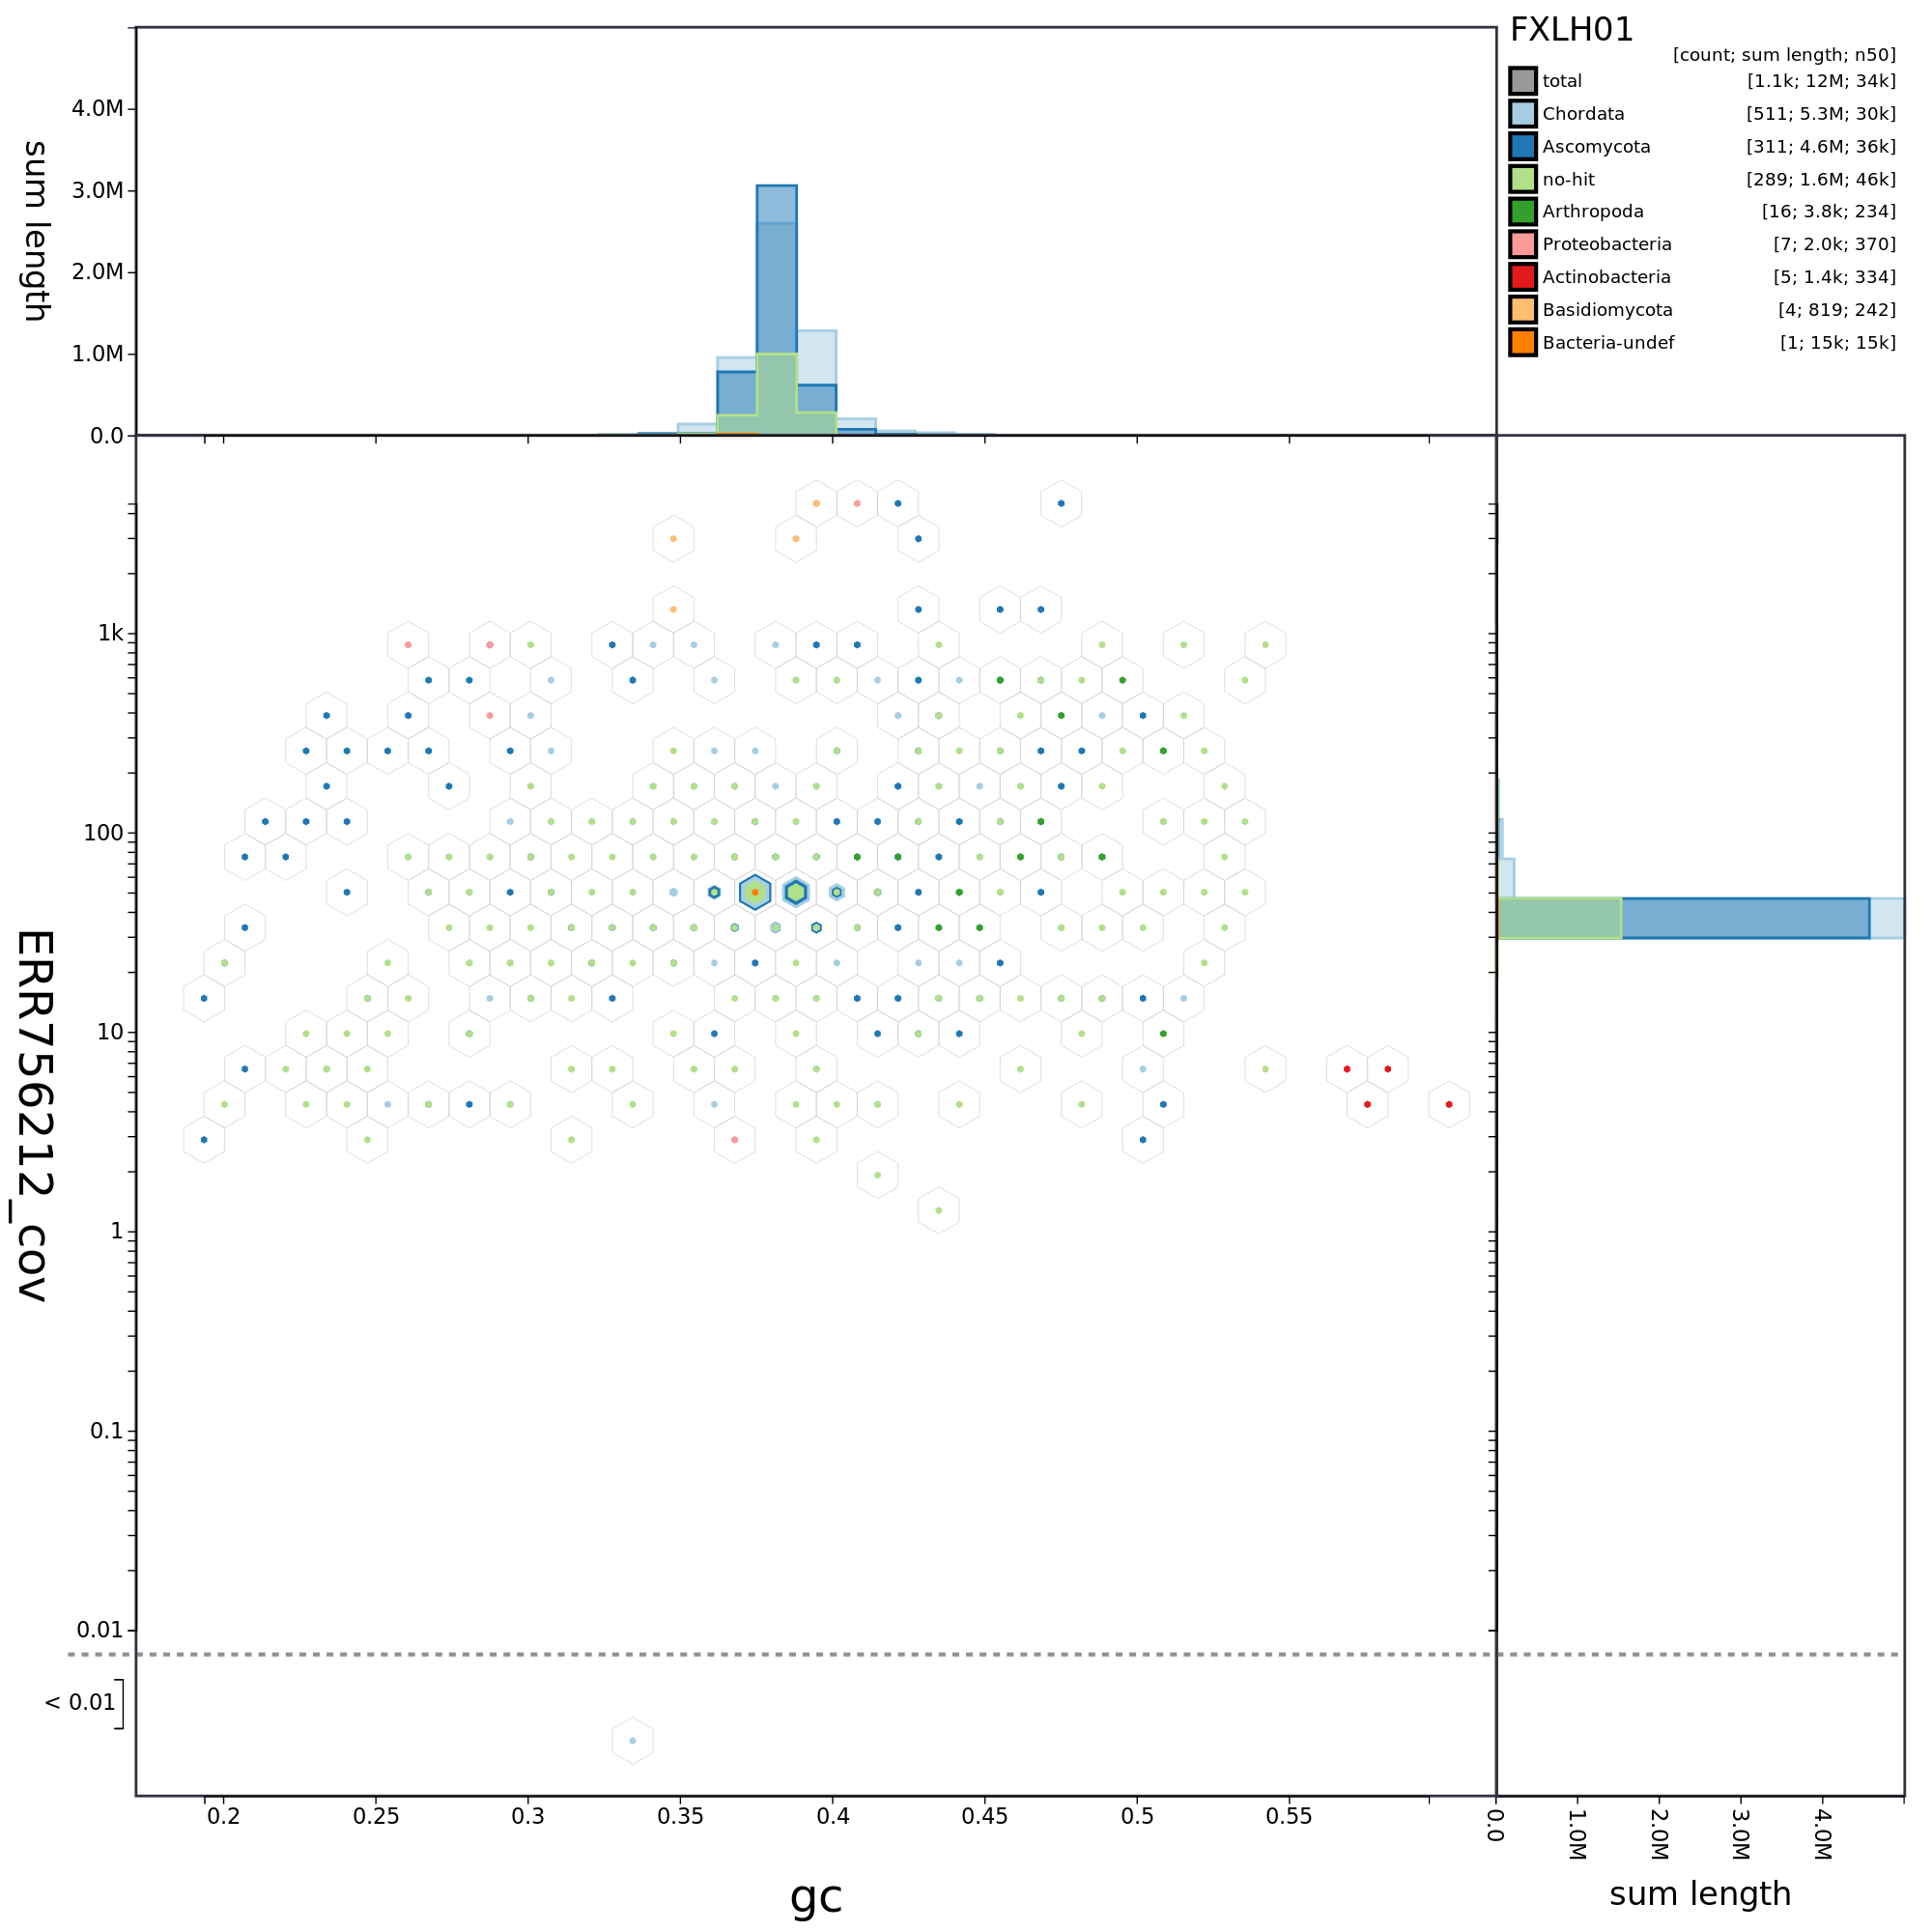 FXLH01
[count; sum length; n50]
total [1.1k; 12M; 34k]
Chordata [511; 5.3M; 30k]
Ascomycota [311; 4.6M; 36k]
no-hit [289; 1.6M; 46k]
Arthropoda [16; 3.8k; 234]
Proteobacteria [7; 2.0k; 370]
Actinobacteria [5; 1.4k; 334]
Basidiomycota [4; 819; 242]
Bacteria-undef [1; 15k; 15k]
sum length
4.0M
3.0M
2.0M
1.0M
0.0
ERR756212_cov
1k
100
10
1
0.1
0.01
< 0.01
0.2 0.25 0.3 0.35 0.4 0.45 0.5 0.55
gc
0.0 1.0M 2.0M 3.0M 4.0M
sum length